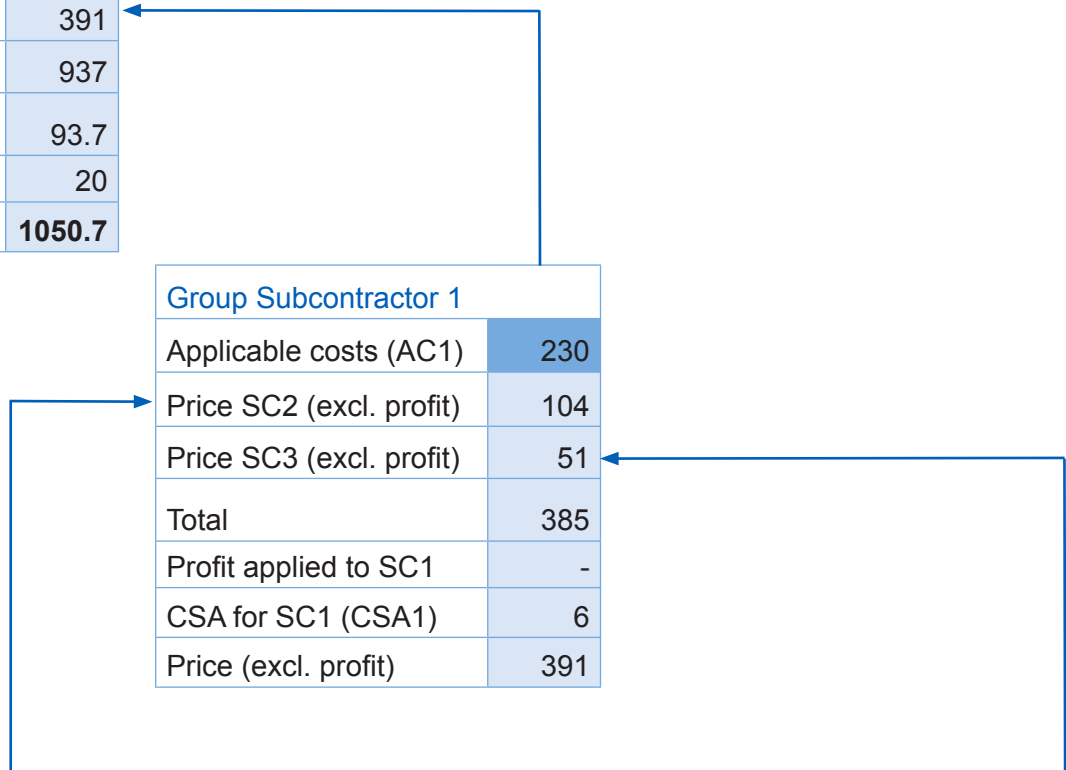 391
937
93.7
20
1050.7
Group Subcontractor 1
Applicable costs (AC1) 230
Price SC2 (excl. profit) 104
Price SC3 (excl. profit) 51
Total 385
Profit applied to SC1 -
CSA for SC1 (CSA1) 6
Price (excl. profit) 391